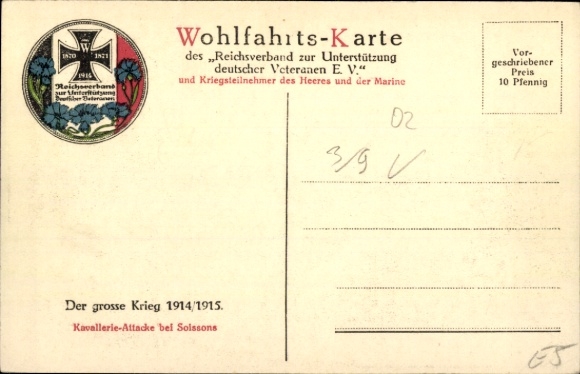 W
1870 1871
1914
Reichsverband
zur Unterstützung
Deutscher Veteranen
Wohlfahrts-Karte
des „Reichsverband zur Unterstützung
deutscher Veteranen E. V.“
und Kriegsteilnehmer des Heeres und der Marine
Vor-
geschriebener
Preis
10 Pfennig
02
3/9 V
Der grosse Krieg 1914/1915.
Kavallerie-Attacke bei Soissons
E5